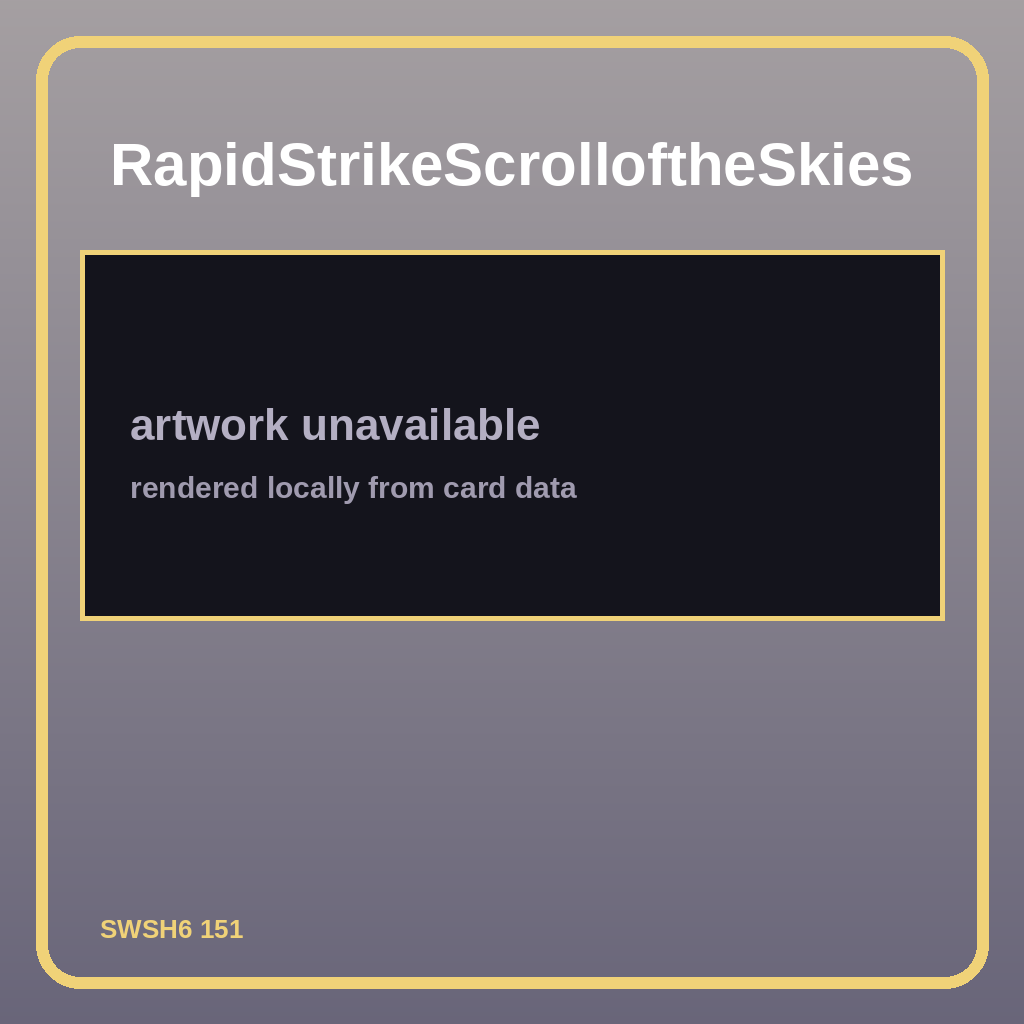 RapidStrikeScrolloftheSkies
artwork unavailable
rendered locally from card data
SWSH6 151